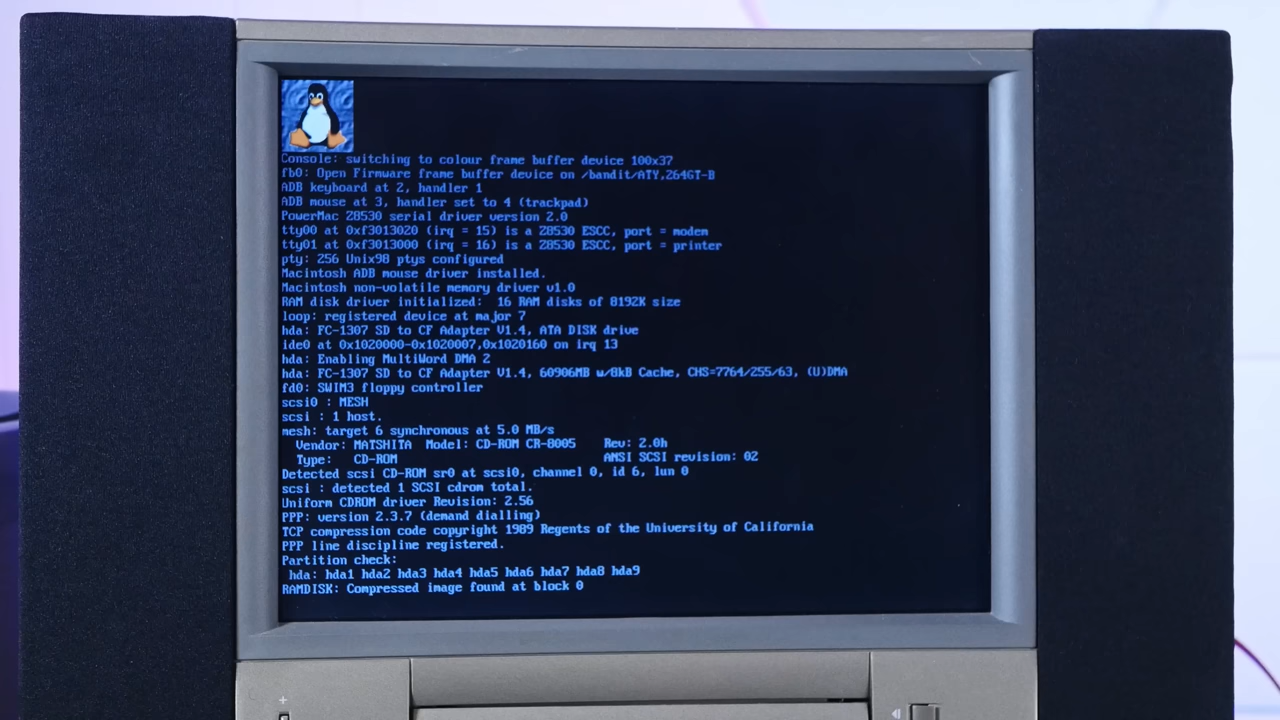 Console: switching to colour frame buffer device 100x37
fb0: Open Firmware frame buffer device on /bandit/ATY,264GT-B
ADB keyboard at 2, handler 1
ADB mouse at 3, handler set to 4 (trackpad)
PowerMac Z8530 serial driver version 2.0
tty00 at 0xf3013020 (irq = 15) is a Z8530 ESCC, port = modem
tty01 at 0xf3013000 (irq = 16) is a Z8530 ESCC, port = printer
pty: 256 Unix98 ptys configured
Macintosh ADB mouse driver installed.
Macintosh non-volatile memory driver v1.0
RAM disk driver initialized:  16 RAM disks of 8192K size
loop: registered device at major 7
hda: FC-1307 SD to CF Adapter V1.4, ATA DISK drive
ide0 at 0x1020000-0x1020007,0x1020160 on irq 13
hda: Enabling MultiWord DMA 2
hda: FC-1307 SD to CF Adapter V1.4, 60906MB w/8kB Cache, CHS=7764/255/63, (U)DMA
fd0: SWIM3 floppy controller
scsi0 : MESH
scsi : 1 host.
mesh: target 6 synchronous at 5.0 MB/s
Vendor: MATSHITA  Model: CD-ROM CR-8005    Rev: 2.0h
Type:   CD-ROM                             ANSI SCSI revision: 02
Detected scsi CD-ROM sr0 at scsi0, channel 0, id 6, lun 0
scsi : detected 1 SCSI cdrom total.
Uniform CDROM driver Revision: 2.56
PPP: version 2.3.7 (demand dialling)
TCP compression code copyright 1989 Regents of the University of California
PPP line discipline registered.
Partition check:
hda: hda1 hda2 hda3 hda4 hda5 hda6 hda7 hda8 hda9
RAMDISK: Compressed image found at block 0